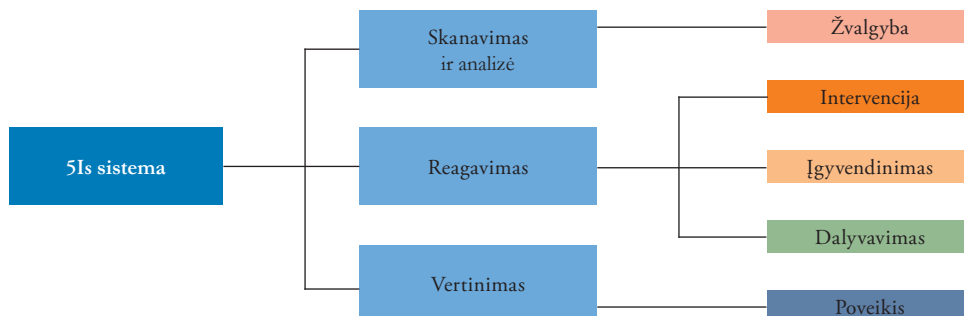 5Is sistema
Skanavimas
ir analizė
Reagavimas
Vertinimas
Žvalgyba
Intervencija
Įgyvendinimas
Dalyvavimas
Poveikis